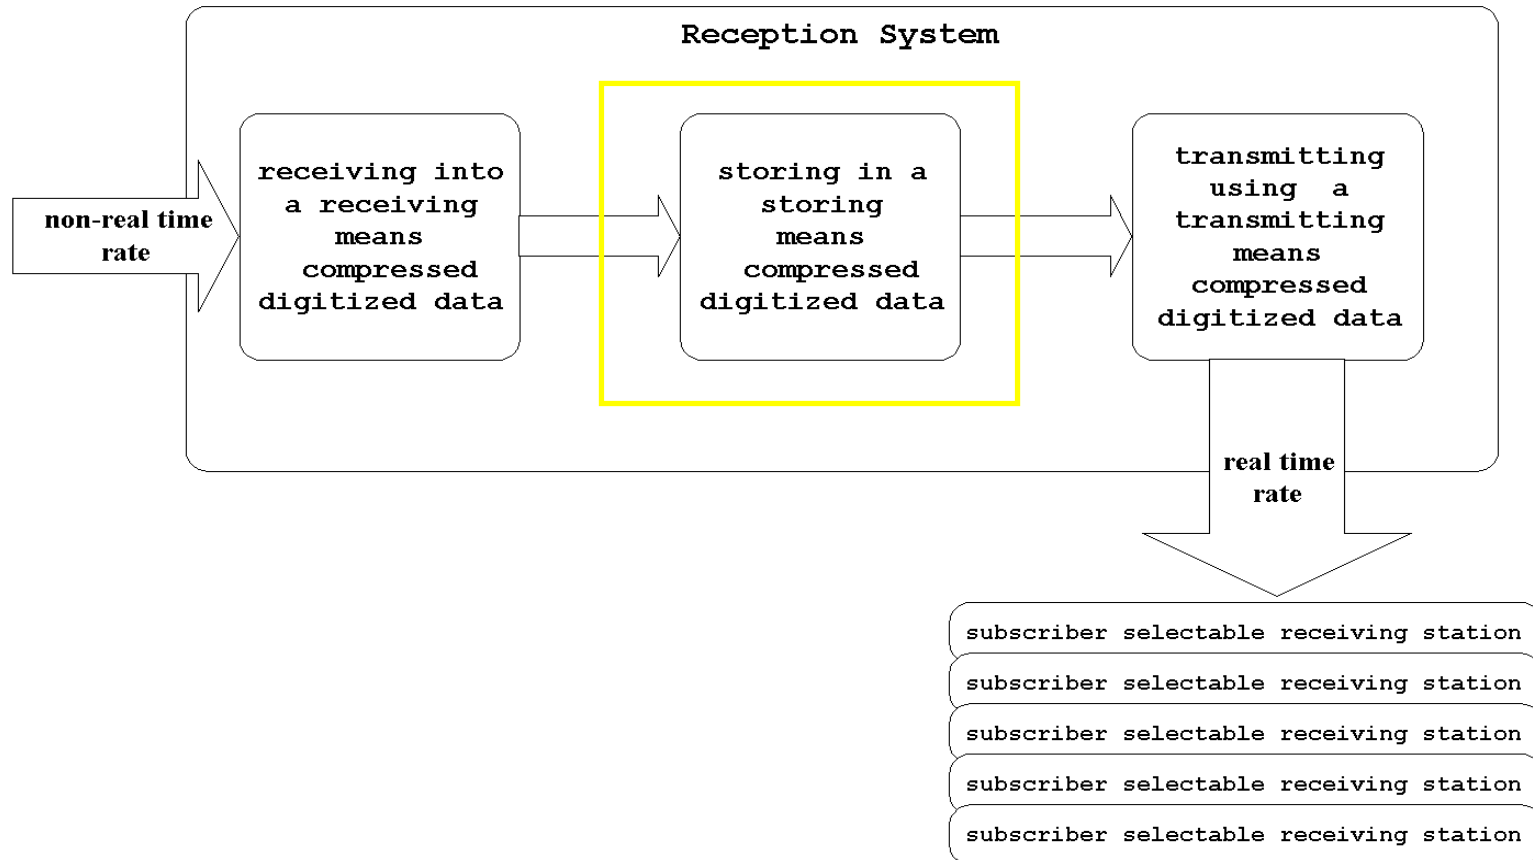 Reception System
non-real time
rate
receiving into
a receiving
means
compressed
digitized data
storing in a
storing
means
compressed
digitized data
transmitting
using a
transmitting
means
compressed
digitized data
real time
rate
subscriber selectable receiving station
subscriber selectable receiving station
subscriber selectable receiving station
subscriber selectable receiving station
subscriber selectable receiving station